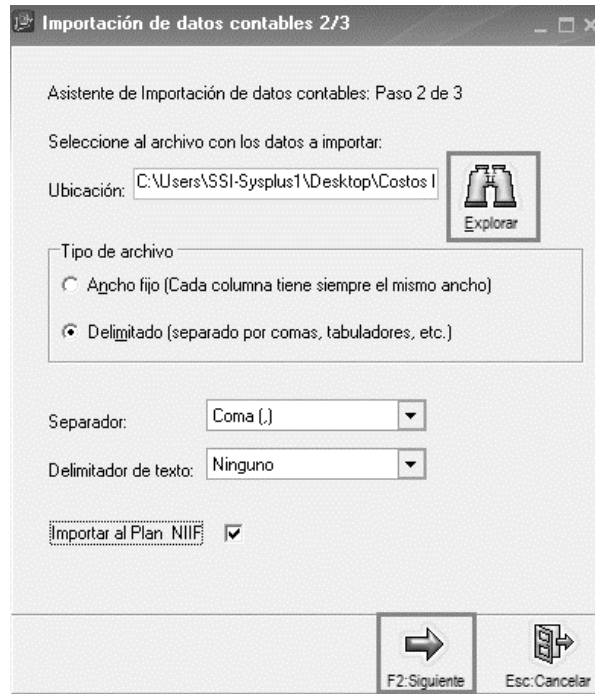 Importación de datos contables 2/3
Asistente de Importación de datos contables: Paso 2 de 3
Seleccione al archivo con los datos a importar:
Ubicación: C:\Users\SSI-Sysplus1\Desktop\Costos I
Explorar
Tipo de archivo
Ancho fijo (Cada columna tiene siempre el mismo ancho)
Delimitado (separado por comas, tabuladores, etc.)
Separador: Coma (,)
Delimitador de texto: Ninguno
Importar al Plan NIIF
F2:Siguiente Esc:Cancelar